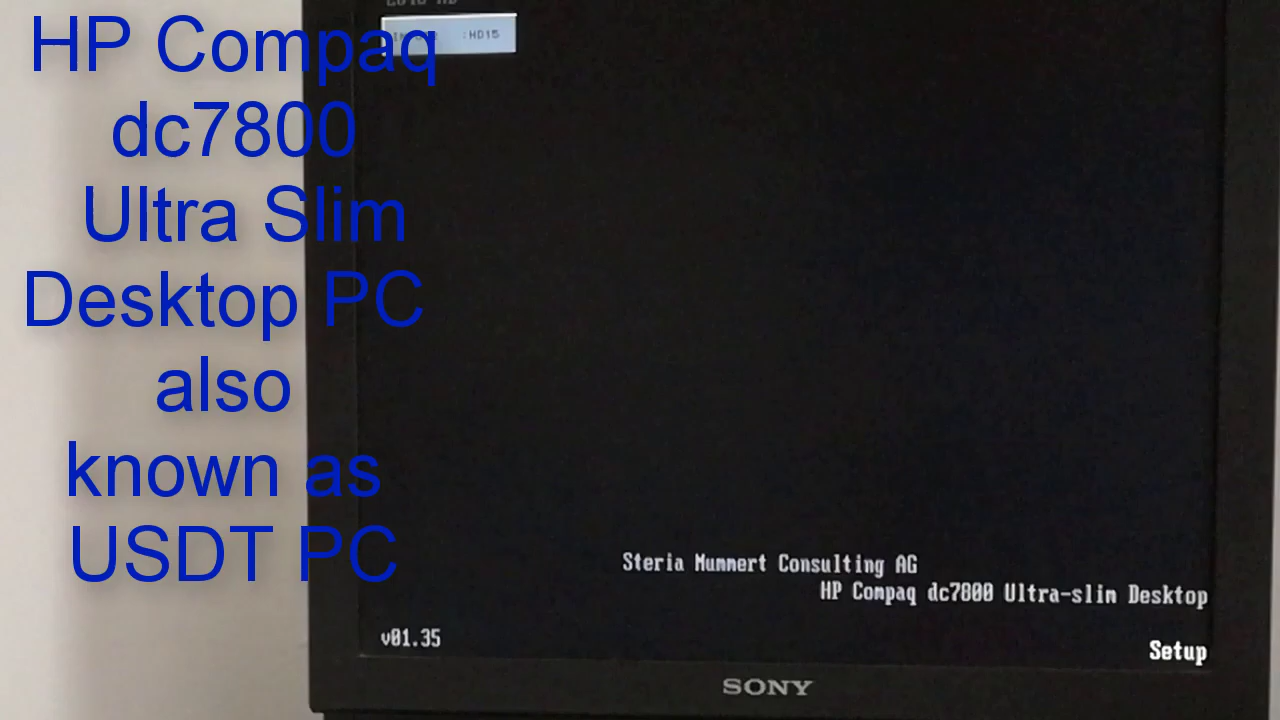 HP Compaq
dc7800
Ultra Slim
Desktop PC
also
known as
USDT PC
:HD15
Steria Mummert Consulting AG
HP Compaq dc7800 Ultra-slim Desktop
v01.35
Setup
SONY